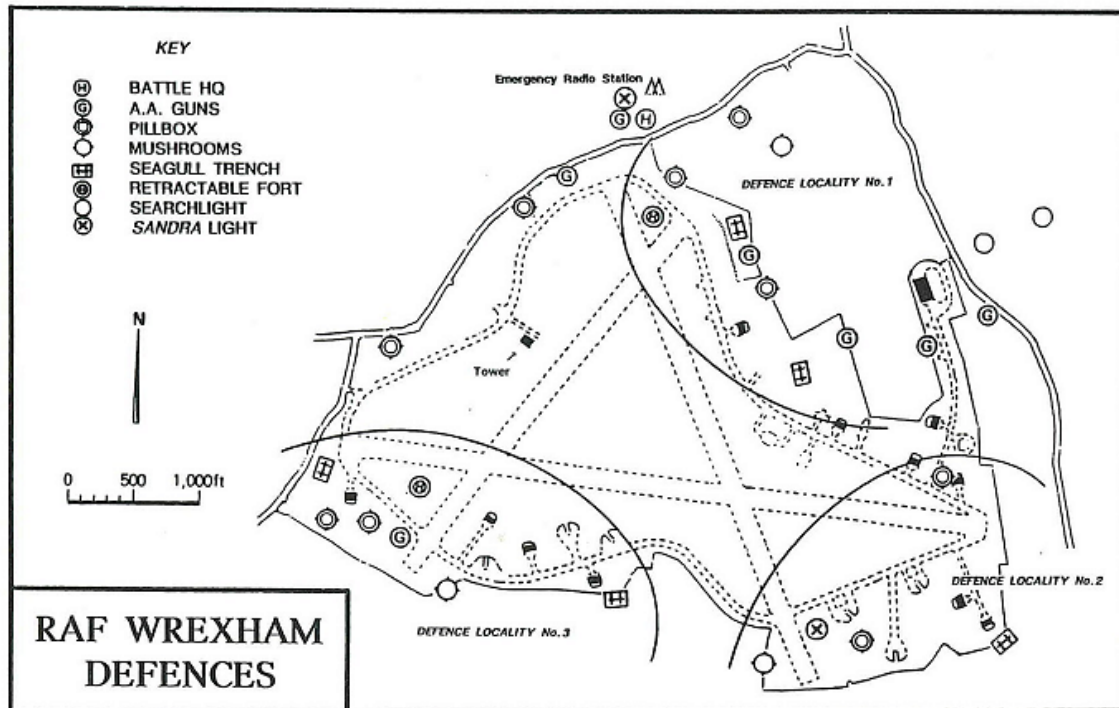 KEY
H BATTLE HQ
G A.A. GUNS
PILLBOX
MUSHROOMS
SEAGULL TRENCH
RETRACTABLE FORT
SEARCHLIGHT
SANDRA LIGHT
Emergency Radio Station
G H
DEFENCE LOCALITY No.1
G
G
G
G
G
N
Tower
0 500 1,000ft
G
DEFENCE LOCALITY No.2
DEFENCE LOCALITY No.3
RAF WREXHAM
DEFENCES